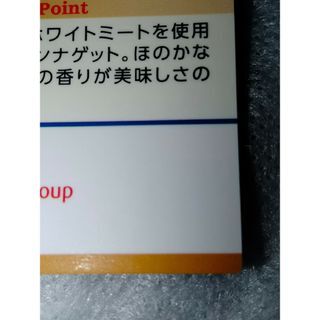 Point
ホワイトミートを使用
ンナゲット。ほのかな
の香りが美味しさの
oup